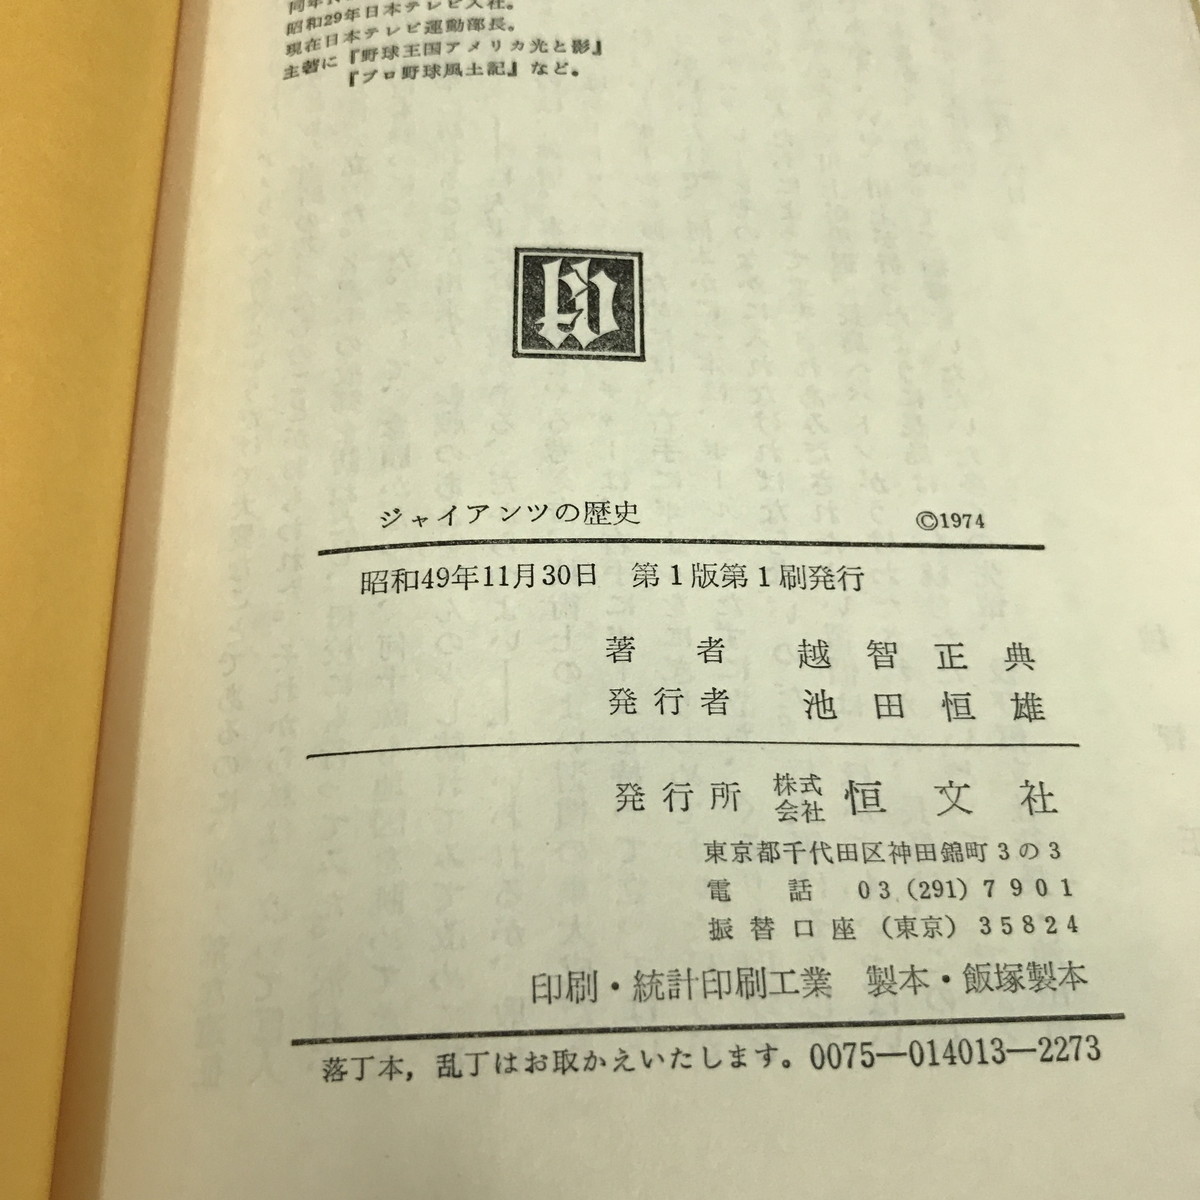 昭和29年日本テレビ入社。
現在日本テレビ運動部長。
主著に『野球王国アメリカ光と影』
『プロ野球風土記』など。
ジャイアンツの歴史 ©1974
昭和49年11月30日 第1版第1刷発行
著者 越智正典
発行者 池田恒雄
発行所 株式会社 恒文社
東京都千代田区神田錦町3の3
電話 03(291)7901
振替口座(東京)35824
印刷・統計印刷工業 製本・飯塚製本
落丁本,乱丁はお取かえいたします。0075―014013―2273